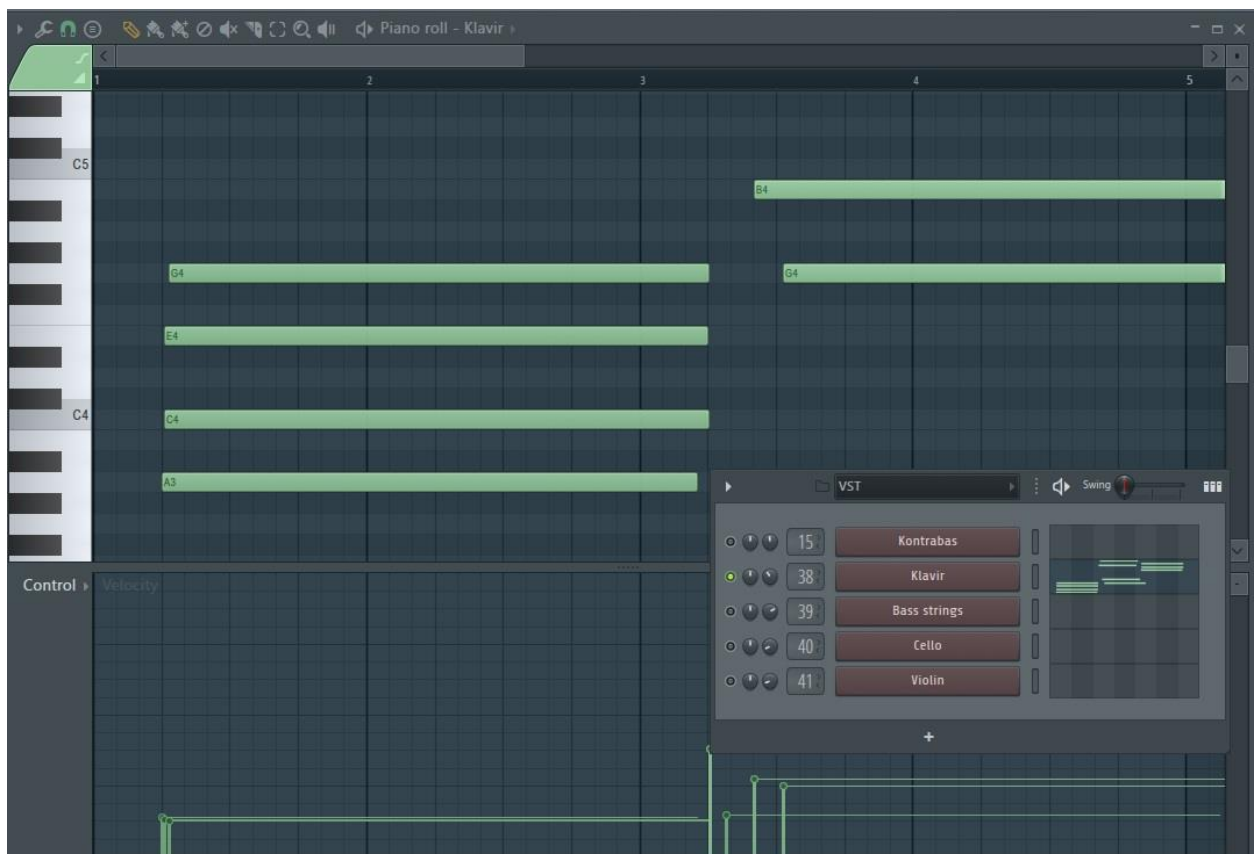 Piano roll - Klavir
1 2 3 4 5
C5
B4
G4 G4
E4
C4 C4
A3
VST Swing
15 Kontrabas
38 Klavir
39 Bass strings
40 Cello
41 Violin
+
Control Velocity